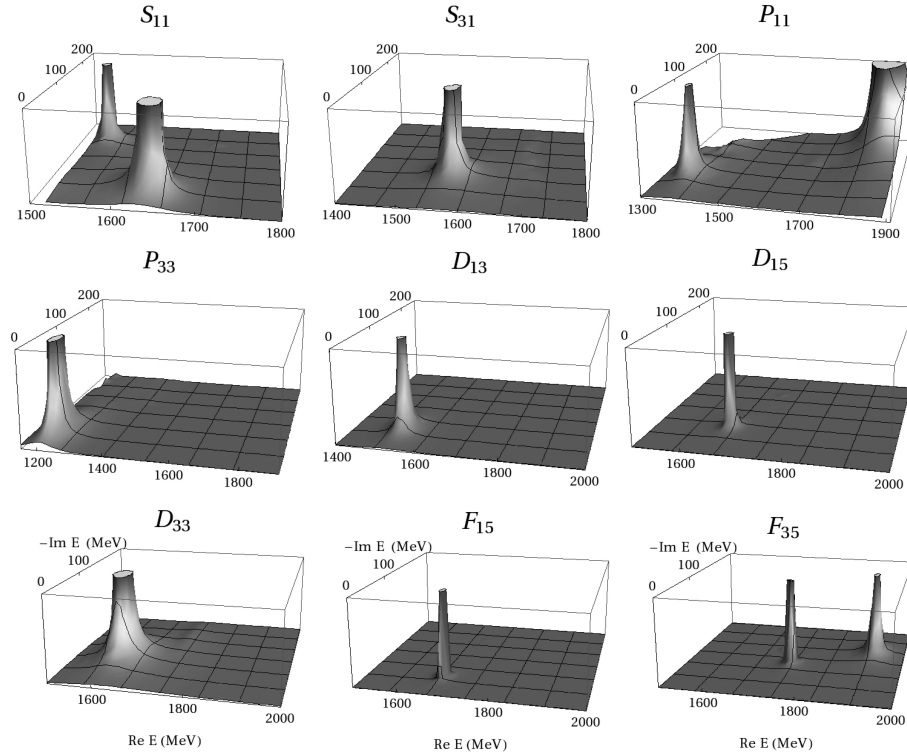 S11
S31
P11
0 100 200
1500 1600 1700 1800
0 100 200
1400 1500 1600 1700 1800
0 100 200
1300 1500 1700 1900
P33
D13
D15
0 100 200
1200 1400 1600 1800
0 100 200
1400 1600 1800 2000
0 100 200
1600 1800 2000
D33
F15
F35
−Im E (MeV)
0 100
1600 1800 2000
Re E (MeV)
−Im E (MeV)
0 100
1600 1800 2000
Re E (MeV)
−Im E (MeV)
0 100
1600 1800 2000
Re E (MeV)